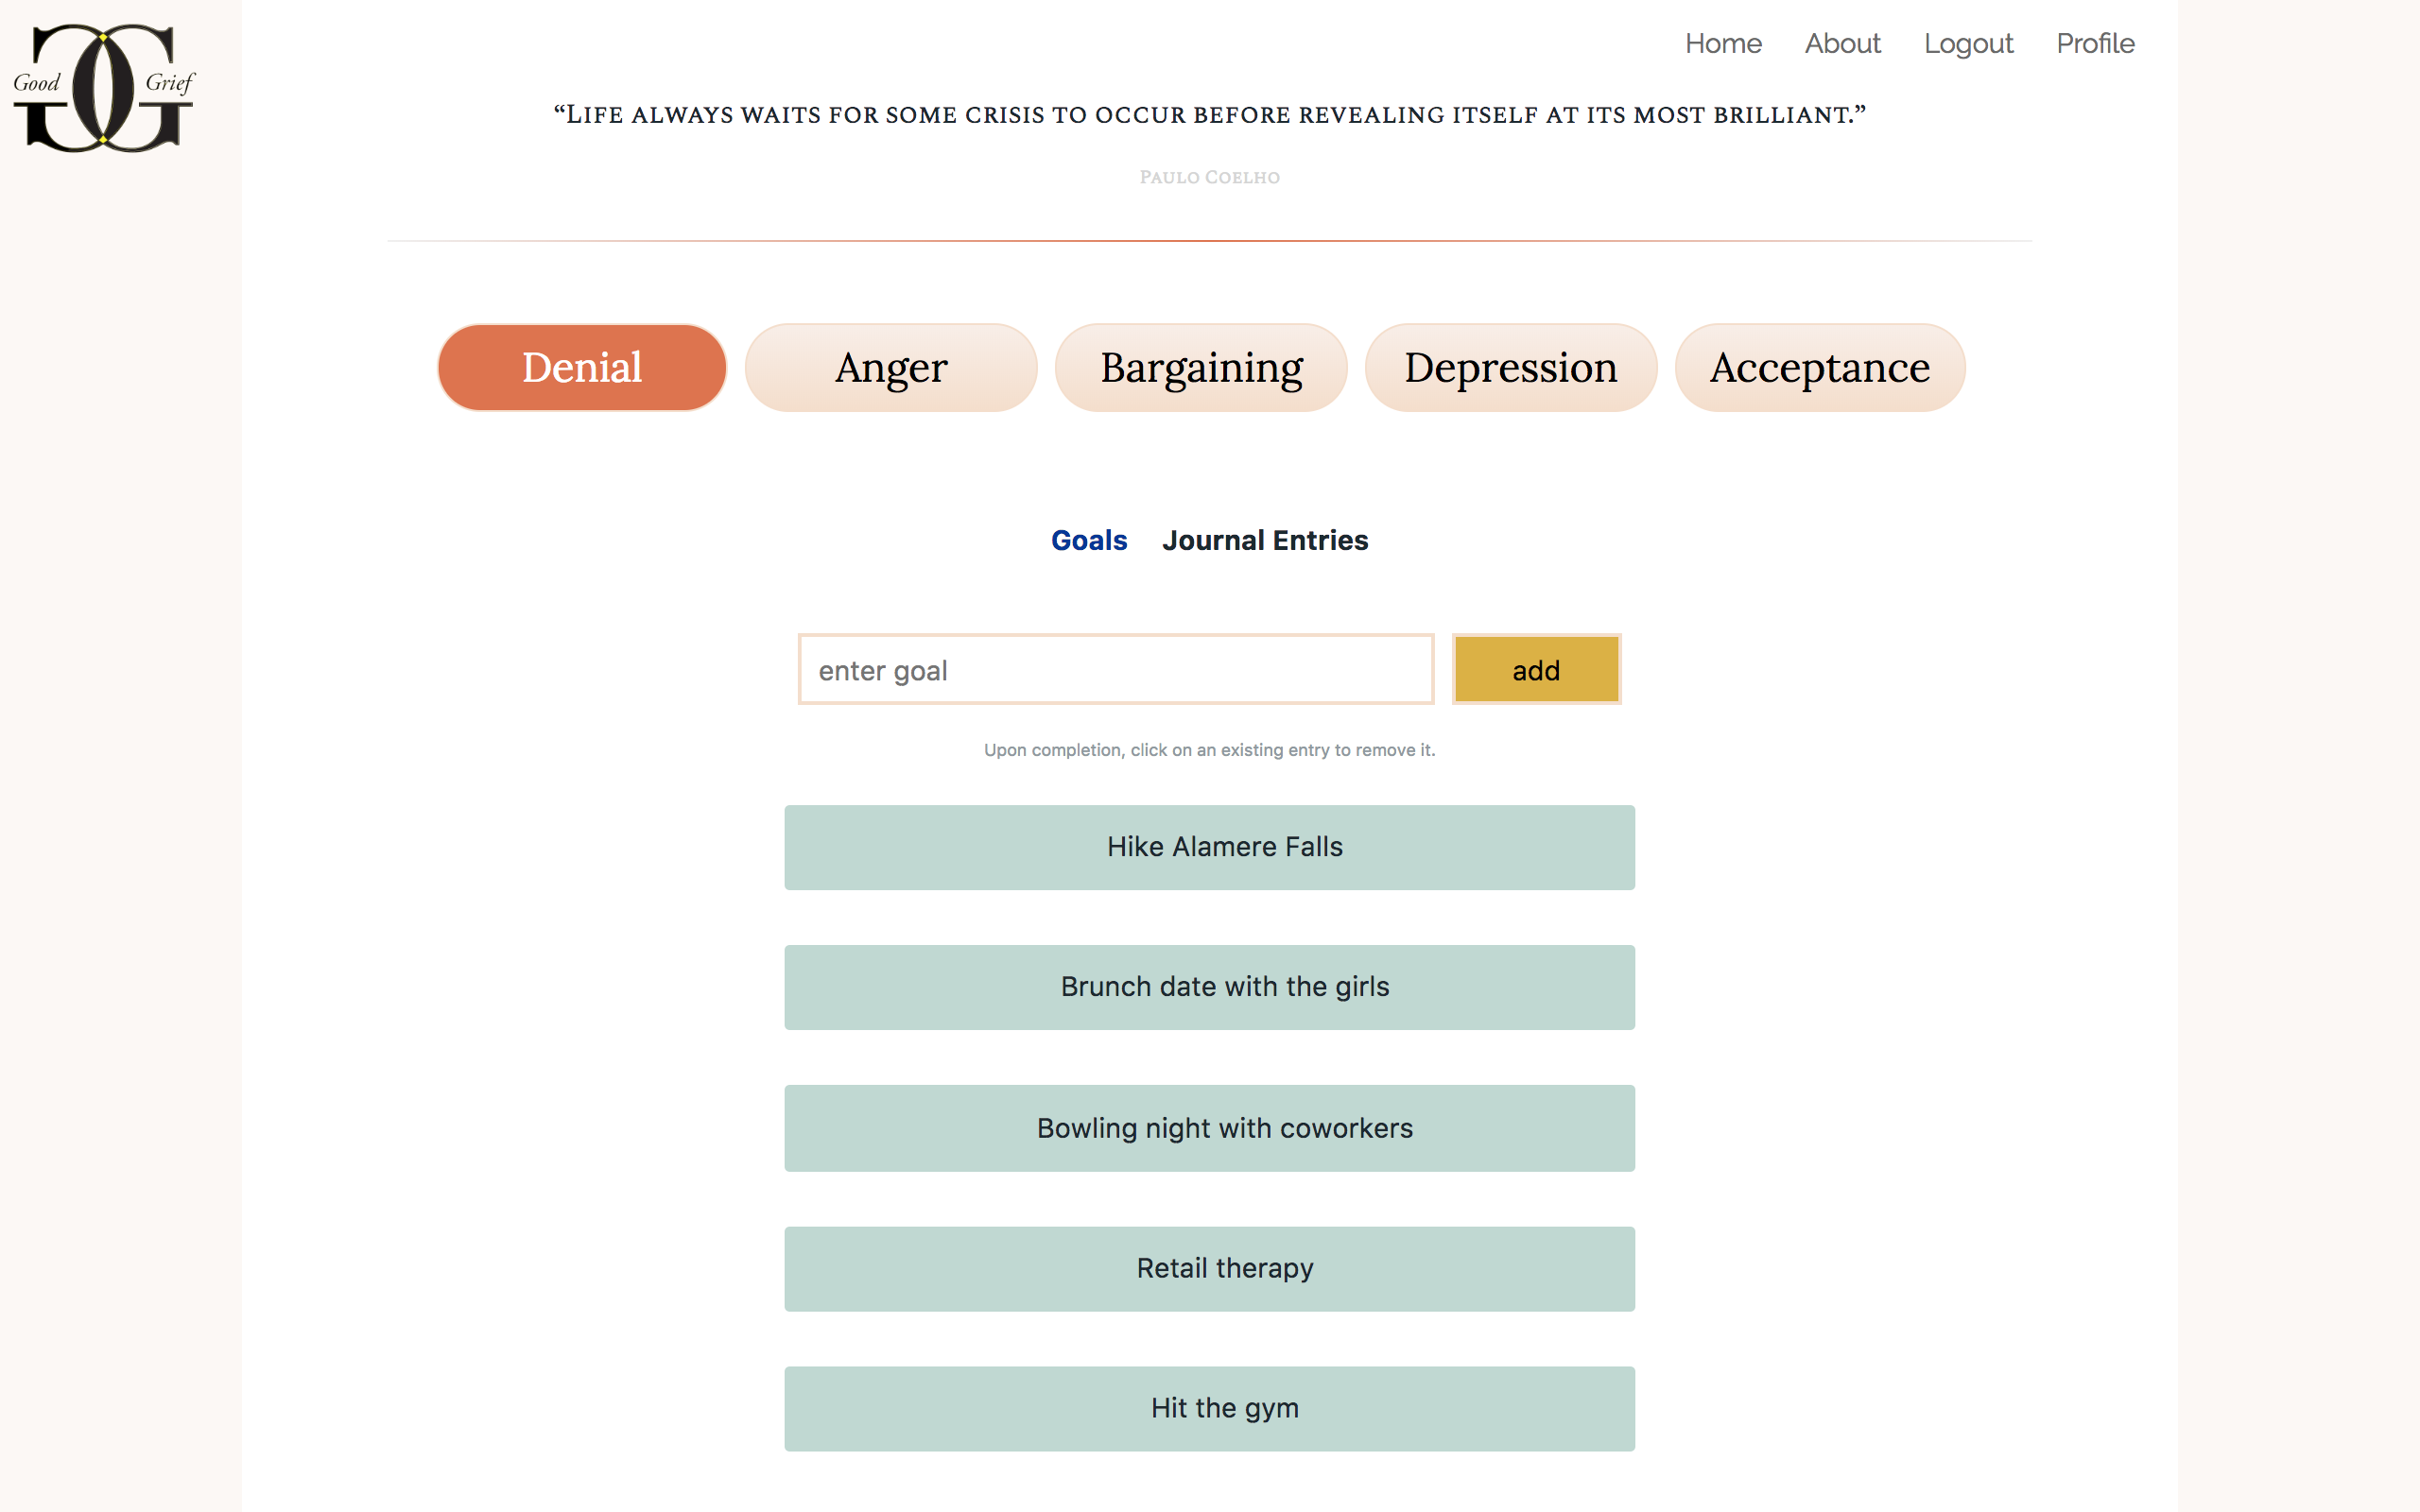 Good Grief
Home About Logout Profile
“Life always waits for some crisis to occur before revealing itself at its most brilliant.”
Paulo Coelho
Denial Anger Bargaining Depression Acceptance
Goals Journal Entries
enter goal add
Upon completion, click on an existing entry to remove it.
Hike Alamere Falls
Brunch date with the girls
Bowling night with coworkers
Retail therapy
Hit the gym